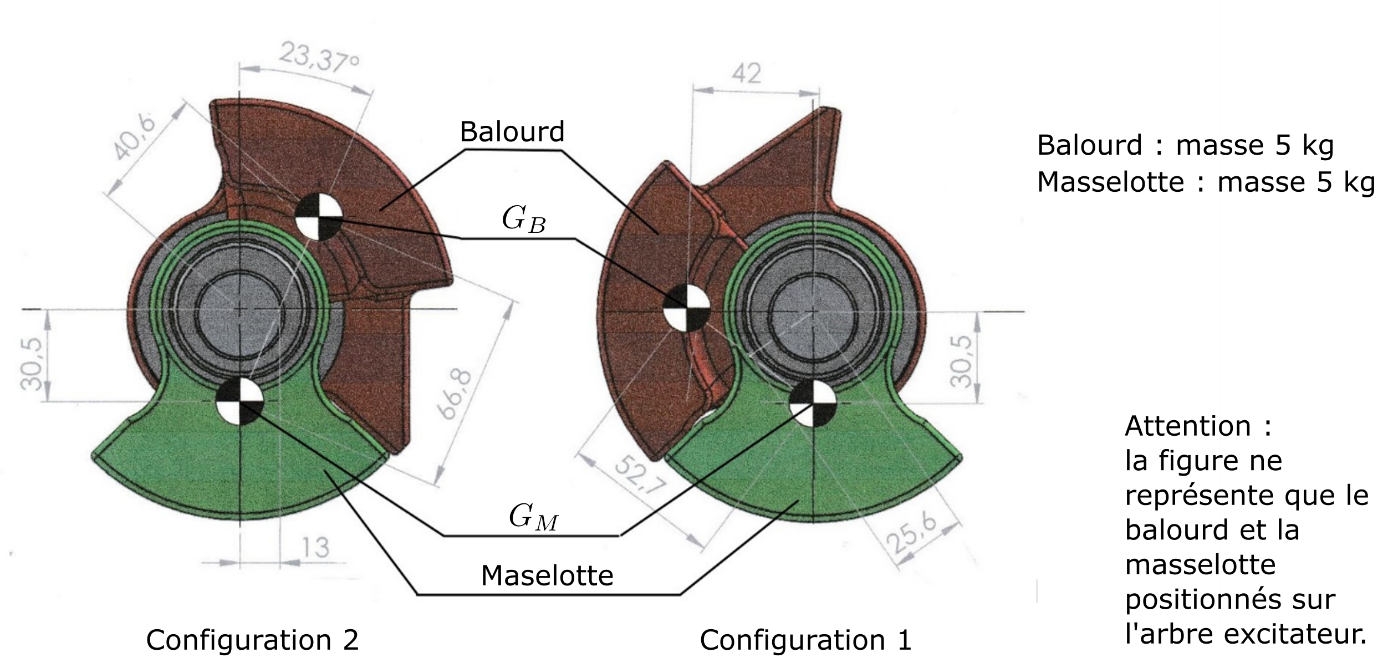 23,37°
42
40,6
Balourd
Balourd : masse 5 kg
Masselotte : masse 5 kg
G_B
30,5
30,5
66,8
Attention :
la figure ne
représente que le
balourd et la
masselotte
positionnés sur
l'arbre excitateur.
52,7
G_M
25,6
13
Maselotte
Configuration 2
Configuration 1